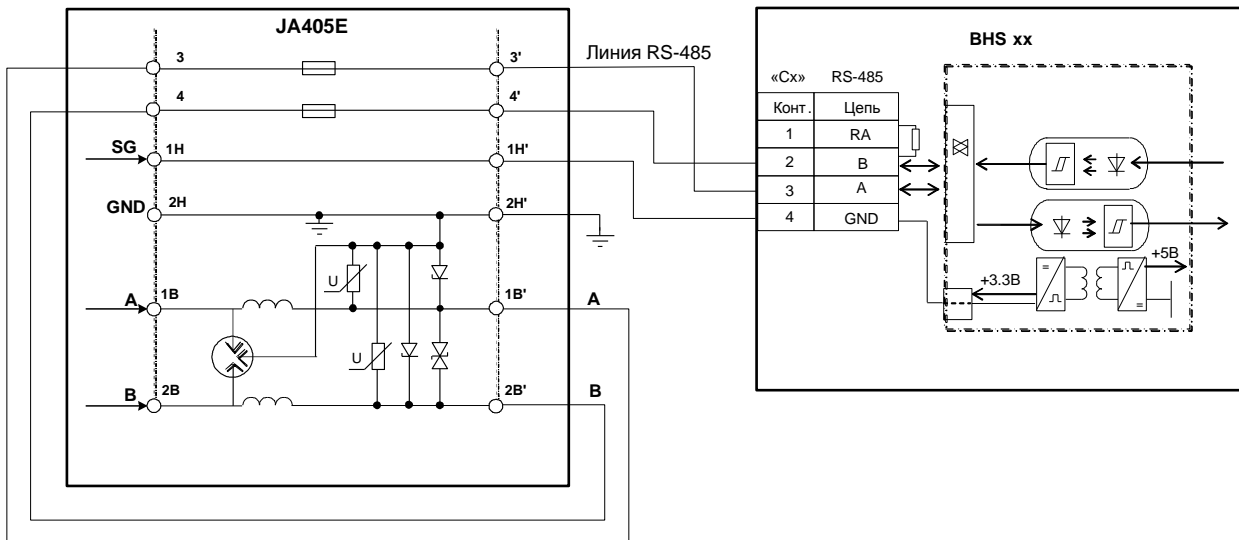 JA405E
3
3'
4
4'
SG
1H
1H'
GND
2H
2H'
U
A
1B
1B'
A
U
B
2B
2B'
B
Линия RS-485
BHS xx
«Сх» RS-485
Конт. Цепь
1 RA
2 B
3 A
4 GND
+3.3В
+5В
=
=